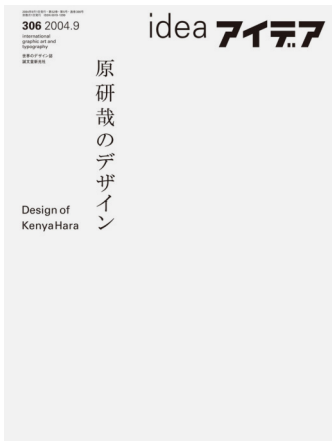 306 2004.9
international
graphic art and
typography
世界のデザイン誌
誠文堂新光社
idea アイデア
原研哉のデザイン
Design of
Kenya Hara